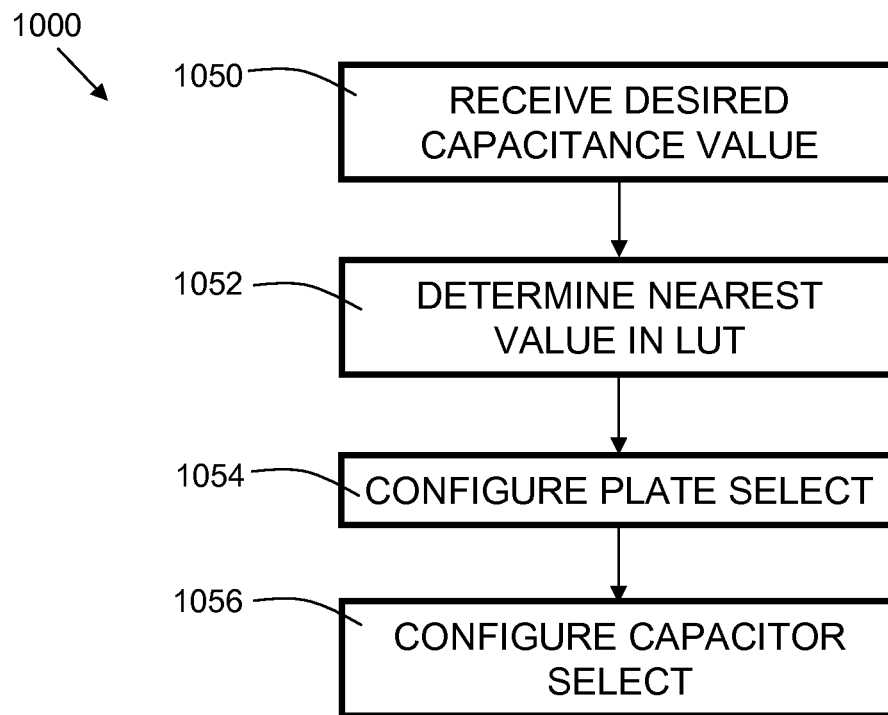 1000
1050
RECEIVE DESIRED
CAPACITANCE VALUE
1052
DETERMINE NEAREST
VALUE IN LUT
1054
CONFIGURE PLATE SELECT
1056
CONFIGURE CAPACITOR
SELECT